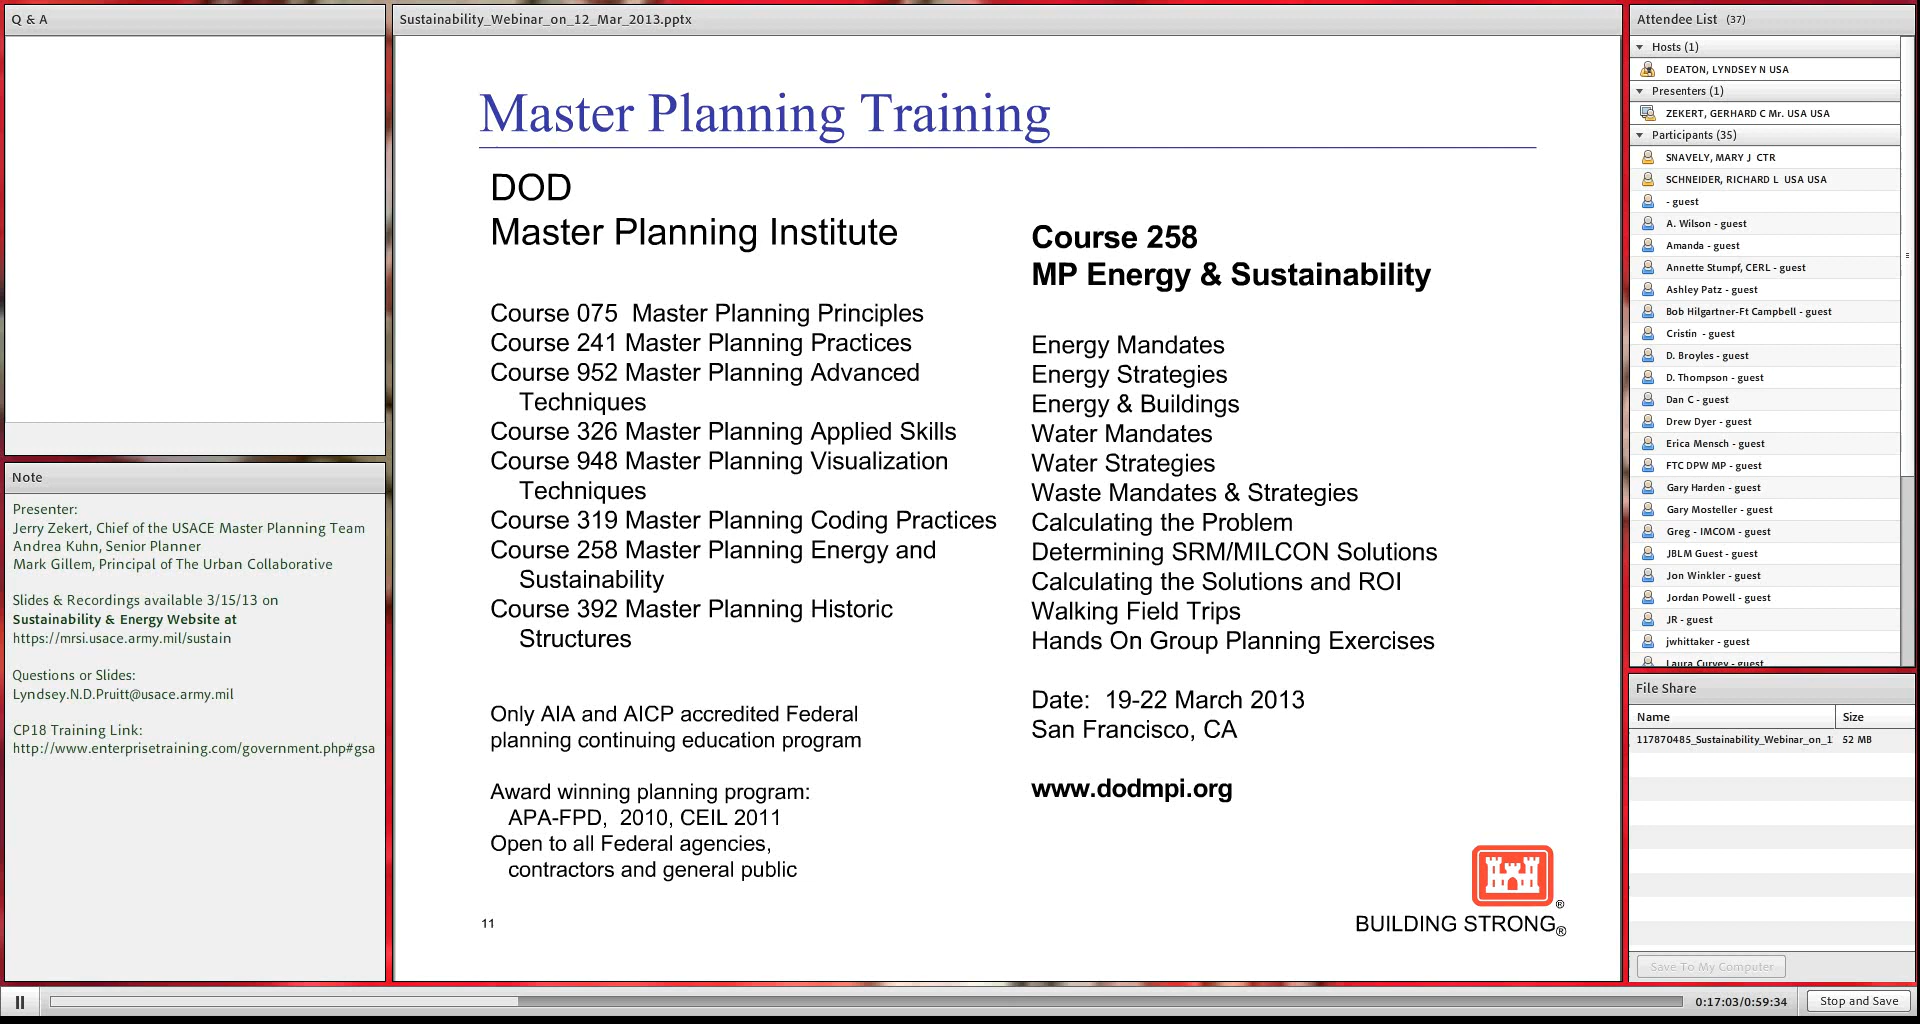 Q & A
Note
Presenter:
Jerry Zekert, Chief of the USACE Master Planning Team
Andrea Kuhn, Senior Planner
Mark Gillem, Principal of The Urban Collaborative
Slides & Recordings available 3/15/13 on
Sustainability & Energy Website at
https://mrsi.usace.army.mil/sustain
Questions or Slides:
Lyndsey.N.D.Pruitt@usace.army.mil
CP18 Training Link:
http://www.enterprisetraining.com/government.php#gsa
Sustainability_Webinar_on_12_Mar_2013.pptx
Master Planning Training
DOD
Master Planning Institute
Course 075  Master Planning Principles
Course 241 Master Planning Practices
Course 952 Master Planning Advanced
Techniques
Course 326 Master Planning Applied Skills
Course 948 Master Planning Visualization
Techniques
Course 319 Master Planning Coding Practices
Course 258 Master Planning Energy and
Sustainability
Course 392 Master Planning Historic
Structures
Only AIA and AICP accredited Federal
planning continuing education program
Award winning planning program:
APA-FPD,  2010, CEIL 2011
Open to all Federal agencies,
contractors and general public
11
Course 258
MP Energy & Sustainability
Energy Mandates
Energy Strategies
Energy & Buildings
Water Mandates
Water Strategies
Waste Mandates & Strategies
Calculating the Problem
Determining SRM/MILCON Solutions
Calculating the Solutions and ROI
Walking Field Trips
Hands On Group Planning Exercises
Date:  19-22 March 2013
San Francisco, CA
www.dodmpi.org
®
BUILDING STRONG®
Attendee List (37)
Hosts (1)
DEATON, LYNDSEY N USA
Presenters (1)
ZEKERT, GERHARD C Mr. USA USA
Participants (35)
SNAVELY, MARY J  CTR
SCHNEIDER, RICHARD L  USA USA
- guest
A. Wilson - guest
Amanda - guest
Annette Stumpf, CERL - guest
Ashley Patz - guest
Bob Hilgartner-Ft Campbell - guest
Cristin  - guest
D. Broyles - guest
D. Thompson - guest
Dan C - guest
Drew Dyer - guest
Erica Mensch - guest
FTC DPW MP - guest
Gary Harden - guest
Gary Mosteller - guest
Greg - IMCOM - guest
JBLM Guest - guest
Jon Winkler - guest
Jordan Powell - guest
JR - guest
jwhittaker - guest
Laura Curvey - guest
File Share
Name Size
117870485_Sustainability_Webinar_on_1 52 MB
Save To My Computer
0:17:03/0:59:34
Stop and Save